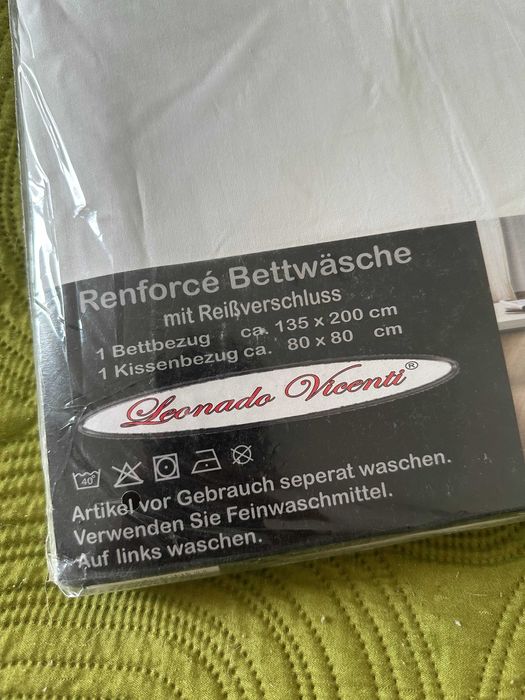 Renforcé Bettwäsche
mit Reißverschluss
1 Bettbezug ca. 135 x 200 cm
1 Kissenbezug ca. 80 x 80 cm
Leonado Vicenti®
40°
Artikel vor Gebrauch seperat waschen.
Verwenden Sie Feinwaschmittel.
Auf links waschen.